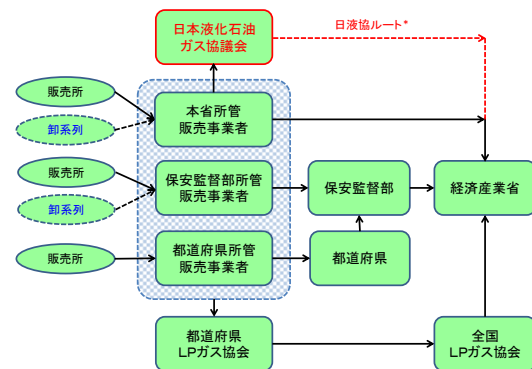 日本液化石油
ガス協議会
日液協ルート*
販売所
卸系列
本省所管
販売事業者
販売所
卸系列
保安監督部所管
販売事業者
保安監督部
経済産業省
販売所
都道府県所管
販売事業者
都道府県
都道府県
LPガス協会
全国
LPガス協会